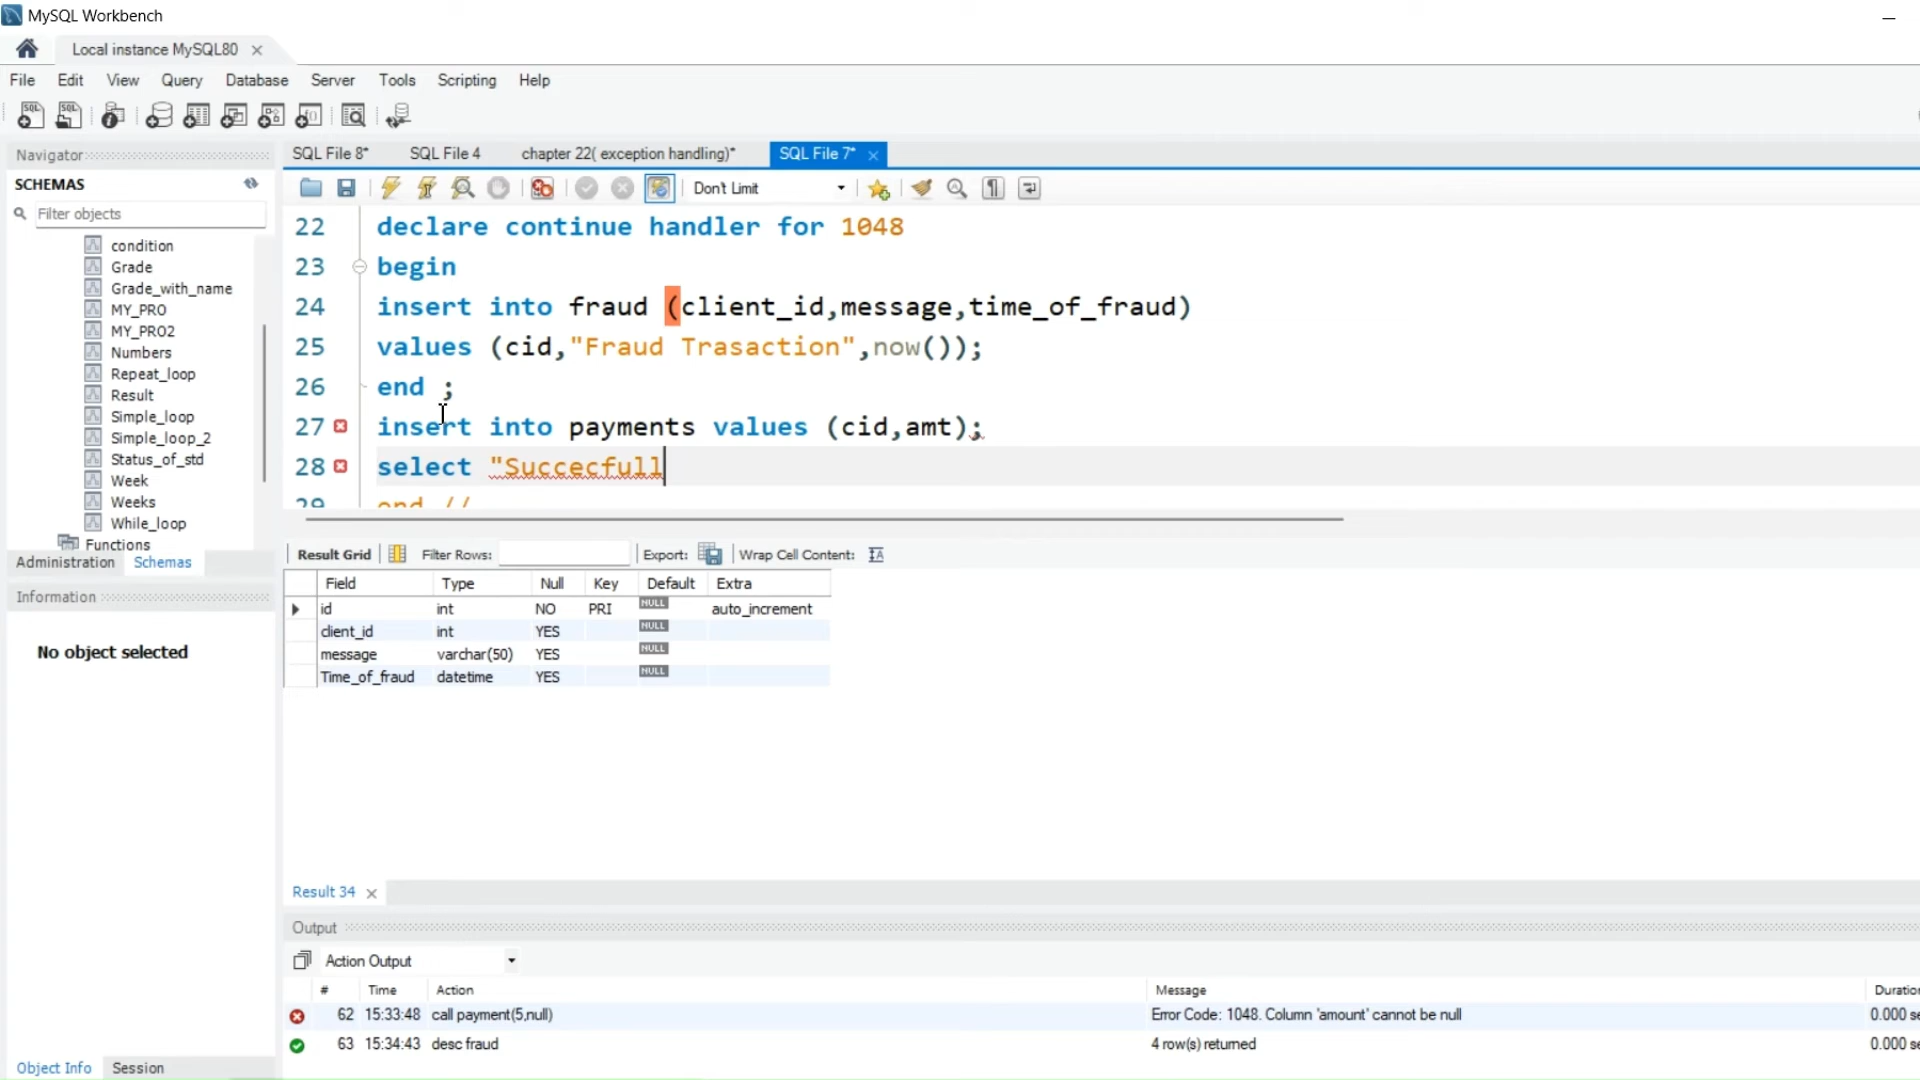 MySQL Workbench
Local instance MySQL80
File Edit View Query Database Server Tools Scripting Help
Navigator
SCHEMAS
Filter objects
condition
Grade
Grade_with_name
MY_PRO
MY_PRO2
Numbers
Repeat_loop
Result
Simple_loop
Simple_loop_2
Status_of_std
Week
Weeks
While_loop
Functions
Administration Schemas
Information
No object selected
Object Info Session
SQL File 8* SQL File 4 chapter 22( exception handling)* SQL File 7*
Don't Limit
22 declare continue handler for 1048
23 begin
24 insert into fraud (client_id,message,time_of_fraud)
25 values (cid,"Fraud Trasaction",now());
26 end ;
27 insert into payments values (cid,amt);
28 select "Succecfull
29 end //
Result Grid Filter Rows: Export: Wrap Cell Content:
Field Type Null Key Default Extra
id int NO PRI NULL auto_increment
client_id int YES NULL
message varchar(50) YES NULL
Time_of_fraud datetime YES NULL
Result 34
Output
Action Output
# Time Action Message Duration
62 15:33:48 call payment(5,null) Error Code: 1048. Column 'amount' cannot be null 0.000 se
63 15:34:43 desc fraud 4 row(s) returned 0.000 se